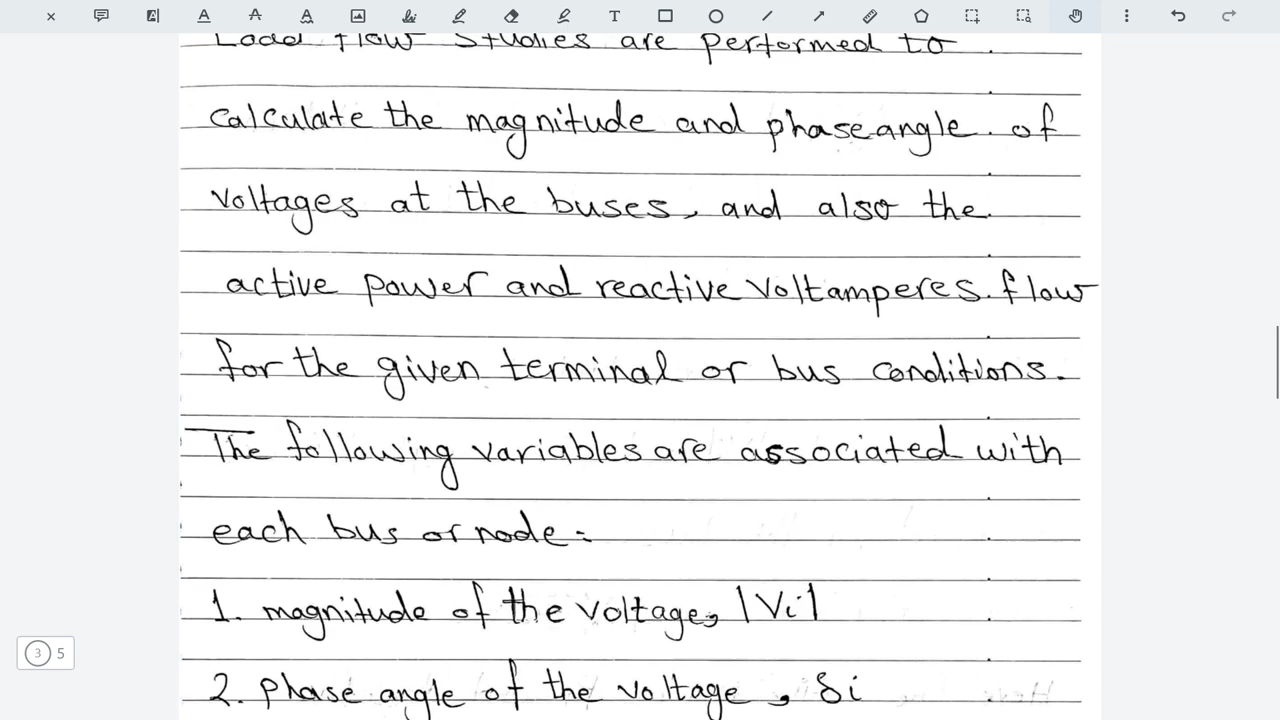 Load flow studies are performed to
calculate the magnitude and phase angle of
voltages at the buses, and also the
active power and reactive voltamperes flow
for the given terminal or bus conditions.
The following variables are associated with
each bus or node:
1. magnitude of the voltage, |Vi|
2. phase angle of the voltage, δi
3 5